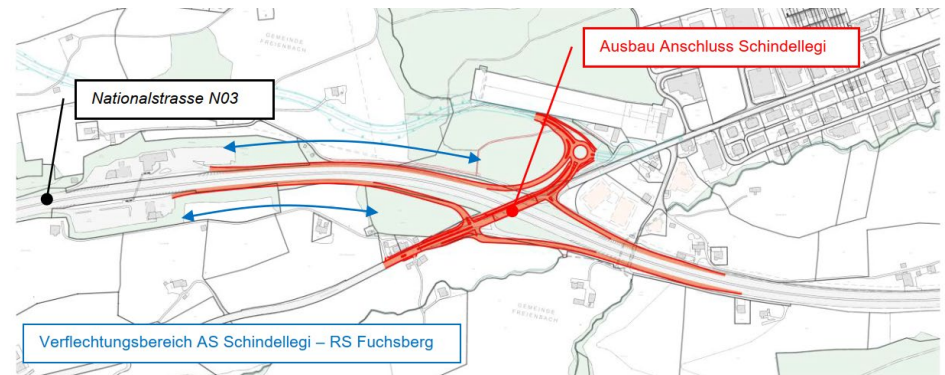 GEMEINDE
FREIENBACH
Ausbau Anschluss Schindellegi
Nationalstrasse N03
GEMEINDE
FREIENBACH
Verflechtungsbereich AS Schindellegi – RS Fuchsberg